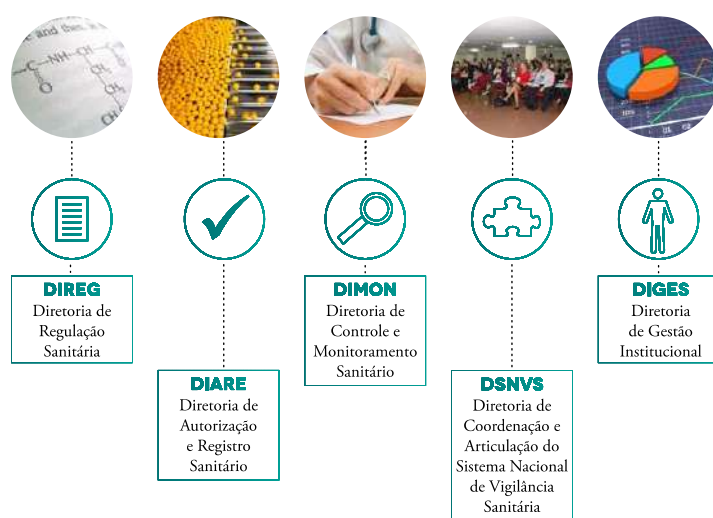 DIREG
Diretoria de
Regulação
Sanitária
DIARE
Diretoria de
Autorização
e Registro
Sanitário
DIMON
Diretoria de
Controle e
Monitoramento
Sanitário
DSNVS
Diretoria de
Coordenação e
Articulação do
Sistema Nacional
de Vigilância
Sanitária
DIGES
Diretoria
de Gestão
Institucional